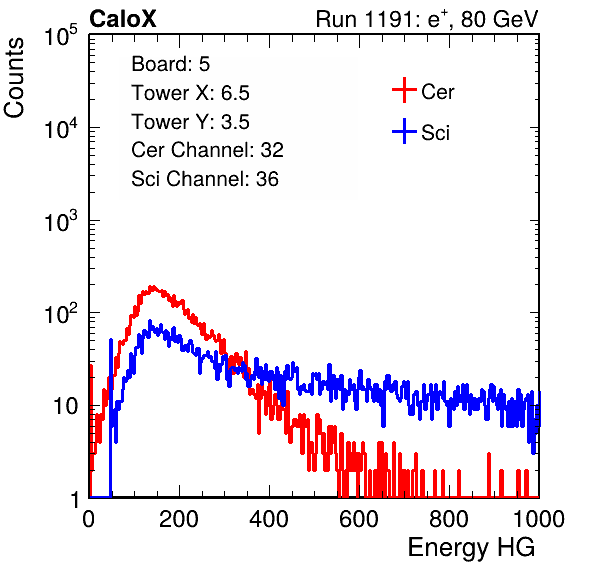 CaloX Run 1191: e⁺, 80 GeV
Board: 5
Tower X: 6.5
Tower Y: 3.5
Cer Channel: 32
Sci Channel: 36
Cer
Sci
Counts
10⁵
10⁴
10³
10²
10
1
0 200 400 600 800 1000
Energy HG